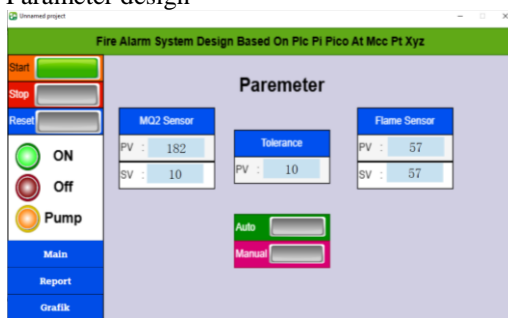 Parameter design
Unnamed project
Fire Alarm System Design Based On Plc Pi Pico At Mcc Pt Xyz
Start
Stop
Reset
ON
Off
Pump
Main
Report
Grafik
Paremeter
MQ2 Sensor
PV : 182
SV : 10
Tolerance
PV : 10
Flame Sensor
PV : 57
SV : 57
Auto
Manual